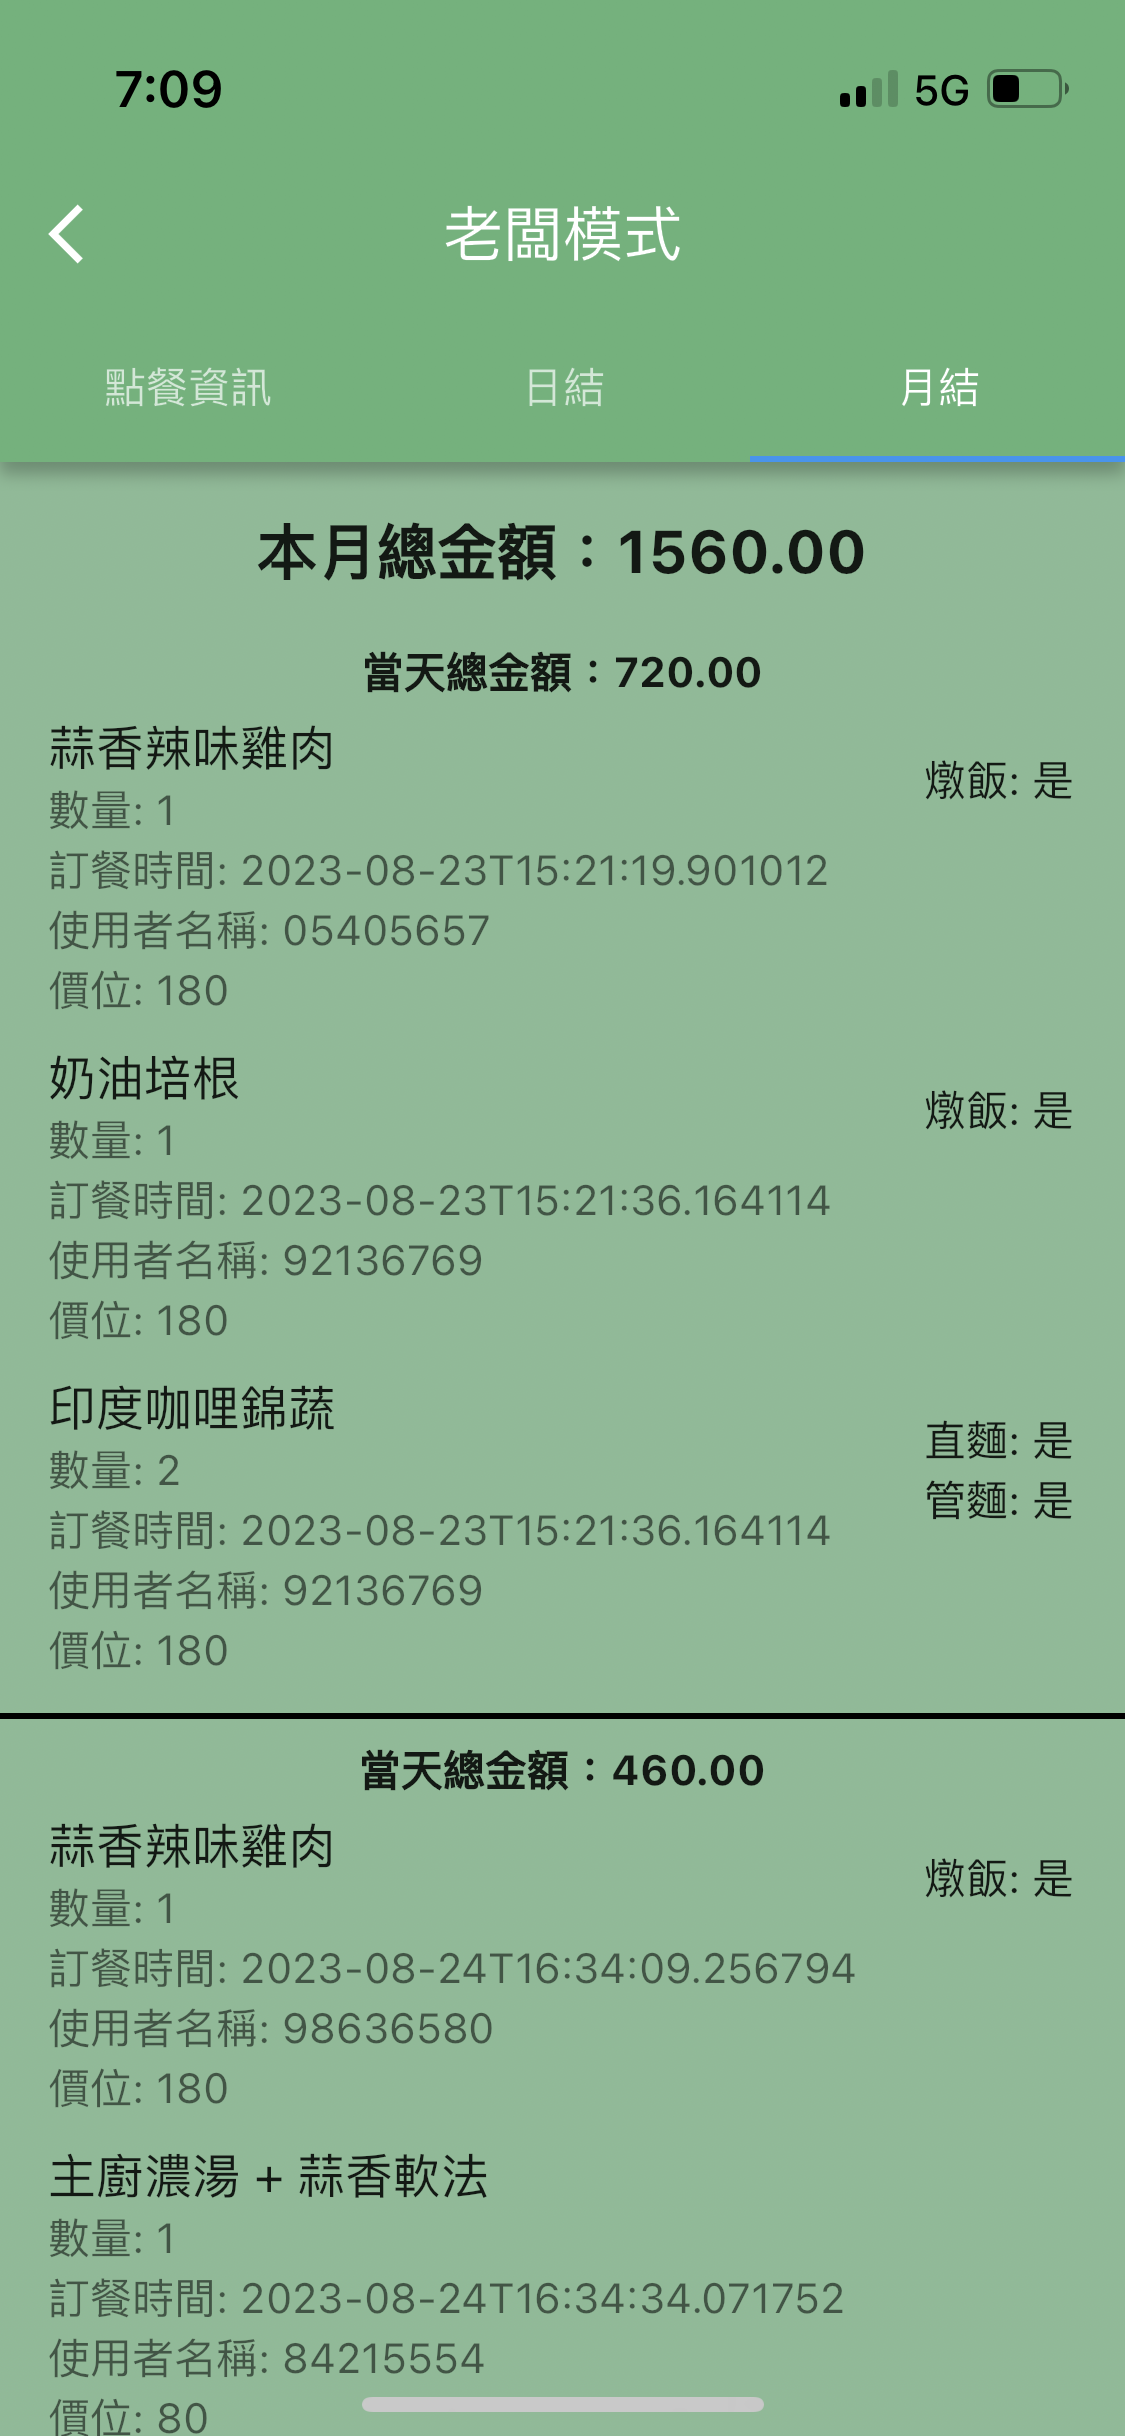 7:09 5G
老闆模式
點餐資訊 日結 月結
本月總金額：1560.00
當天總金額：720.00
蒜香辣味雞肉
燉飯: 是
數量: 1
訂餐時間: 2023-08-23T15:21:19.901012
使用者名稱: 05405657
價位: 180
奶油培根
燉飯: 是
數量: 1
訂餐時間: 2023-08-23T15:21:36.164114
使用者名稱: 92136769
價位: 180
印度咖哩錦蔬
直麵: 是
數量: 2
管麵: 是
訂餐時間: 2023-08-23T15:21:36.164114
使用者名稱: 92136769
價位: 180
當天總金額：460.00
蒜香辣味雞肉
燉飯: 是
數量: 1
訂餐時間: 2023-08-24T16:34:09.256794
使用者名稱: 98636580
價位: 180
主廚濃湯 + 蒜香軟法
數量: 1
訂餐時間: 2023-08-24T16:34:34.071752
使用者名稱: 84215554
價位: 80